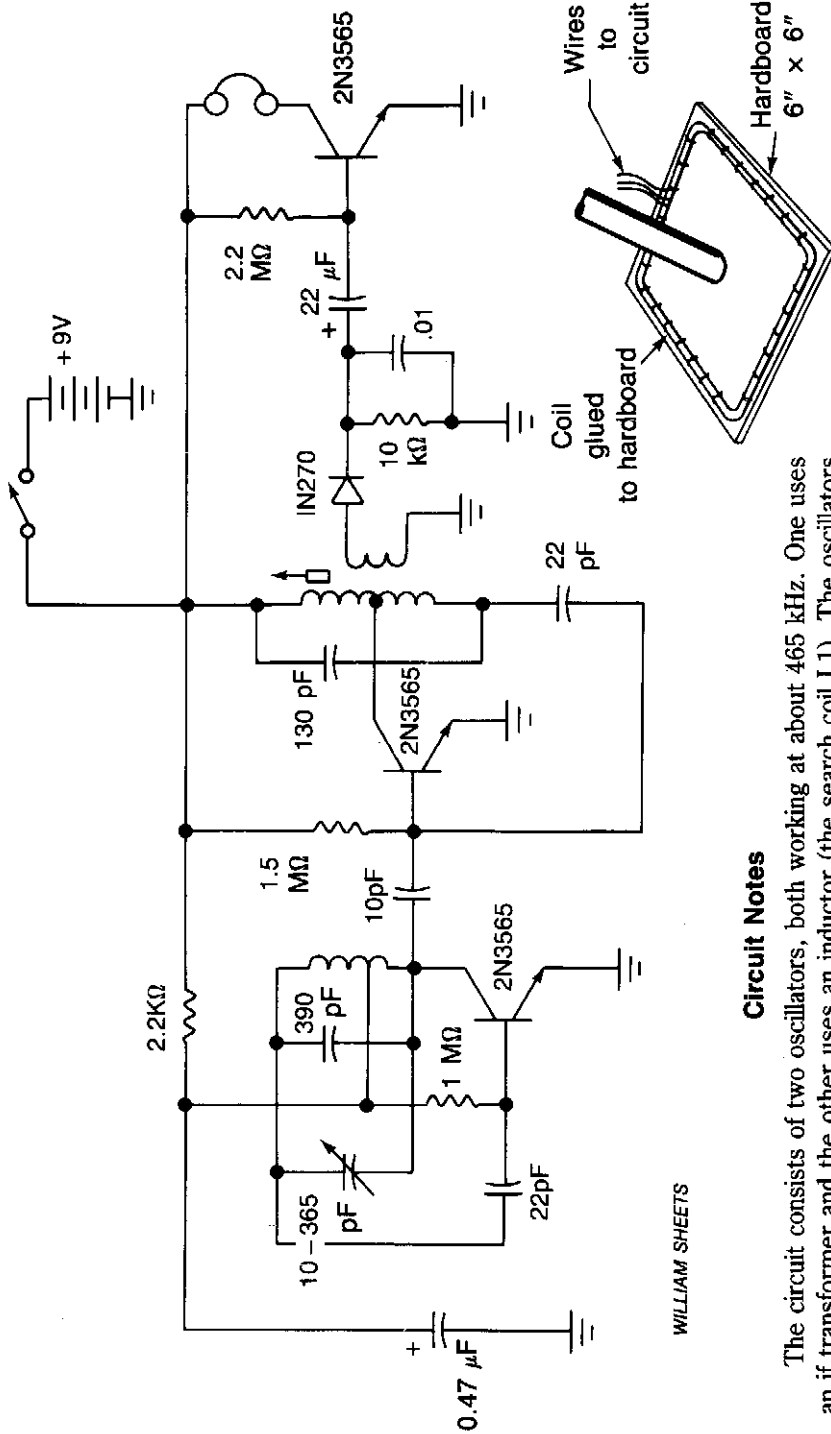 +9V
2.2KΩ
2N3565
2.2
MΩ
22
μF
+
.01
10
kΩ
IN270
130 pF
2N3565
22
pF
1.5
MΩ
10pF
390
pF
1 MΩ
2N3565
10–365
pF
22pF
+
0.47 μF
Wires
to
circuit
Coil
glued
to hardboard
Hardboard
6" × 6"
WILLIAM SHEETS
Circuit Notes
The circuit consists of two oscillators, both working at about 465 kHz. One uses
an if transformer and the other uses an inductor (the search coil L1). The oscillators